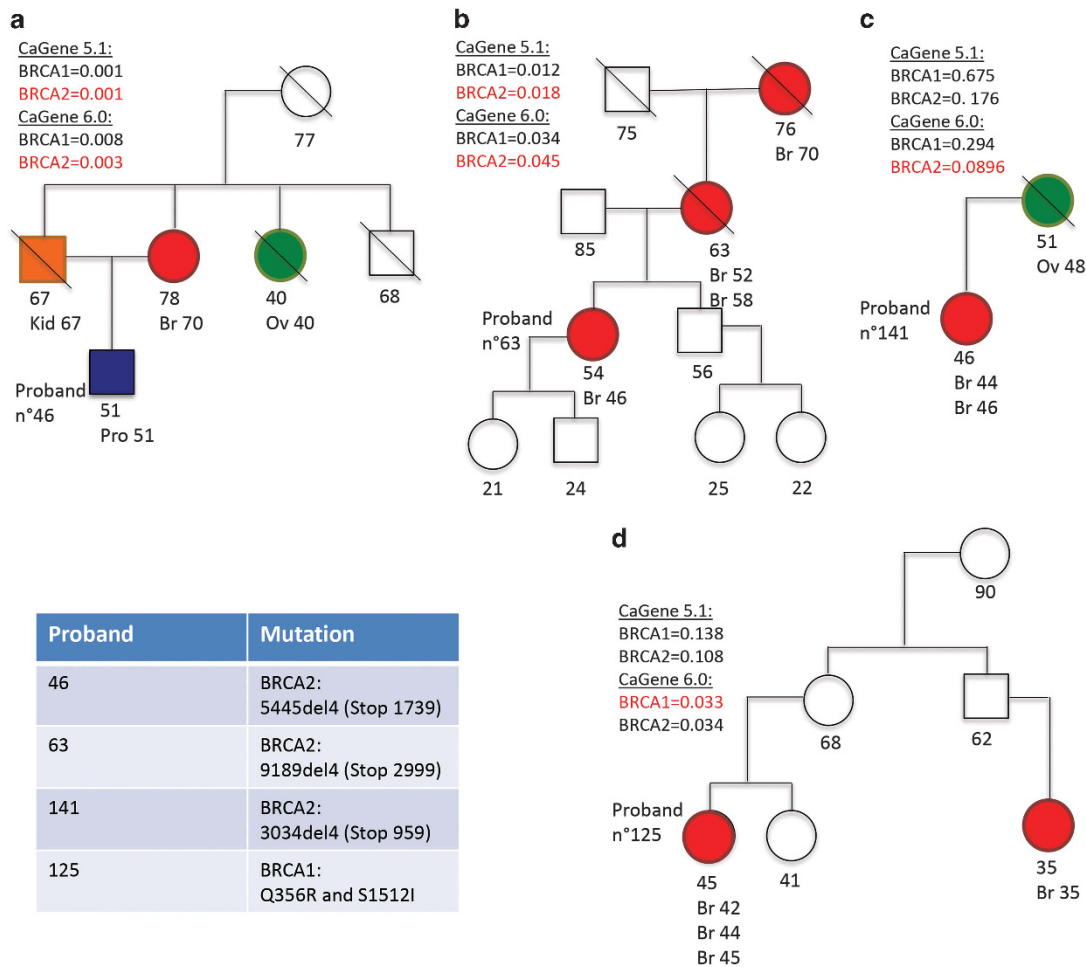 a
CaGene 5.1:
BRCA1=0.001
BRCA2=0.001
CaGene 6.0:
BRCA1=0.008
BRCA2=0.003
77
67
Kid 67
78
Br 70
40
Ov 40
68
Proband
n°46
51
Pro 51
b
CaGene 5.1:
BRCA1=0.012
BRCA2=0.018
CaGene 6.0:
BRCA1=0.034
BRCA2=0.045
75
76
Br 70
85
63
Br 52
Br 58
Proband
n°63
54
Br 46
56
21
24
25
22
c
CaGene 5.1:
BRCA1=0.675
BRCA2=0. 176
CaGene 6.0:
BRCA1=0.294
BRCA2=0.0896
51
Ov 48
Proband
n°141
46
Br 44
Br 46
Proband
Mutation
46
BRCA2:
5445del4 (Stop 1739)
63
BRCA2:
9189del4 (Stop 2999)
141
BRCA2:
3034del4 (Stop 959)
125
BRCA1:
Q356R and S1512I
d
CaGene 5.1:
BRCA1=0.138
BRCA2=0.108
CaGene 6.0:
BRCA1=0.033
BRCA2=0.034
90
68
62
Proband
n°125
45
Br 42
Br 44
Br 45
41
35
Br 35